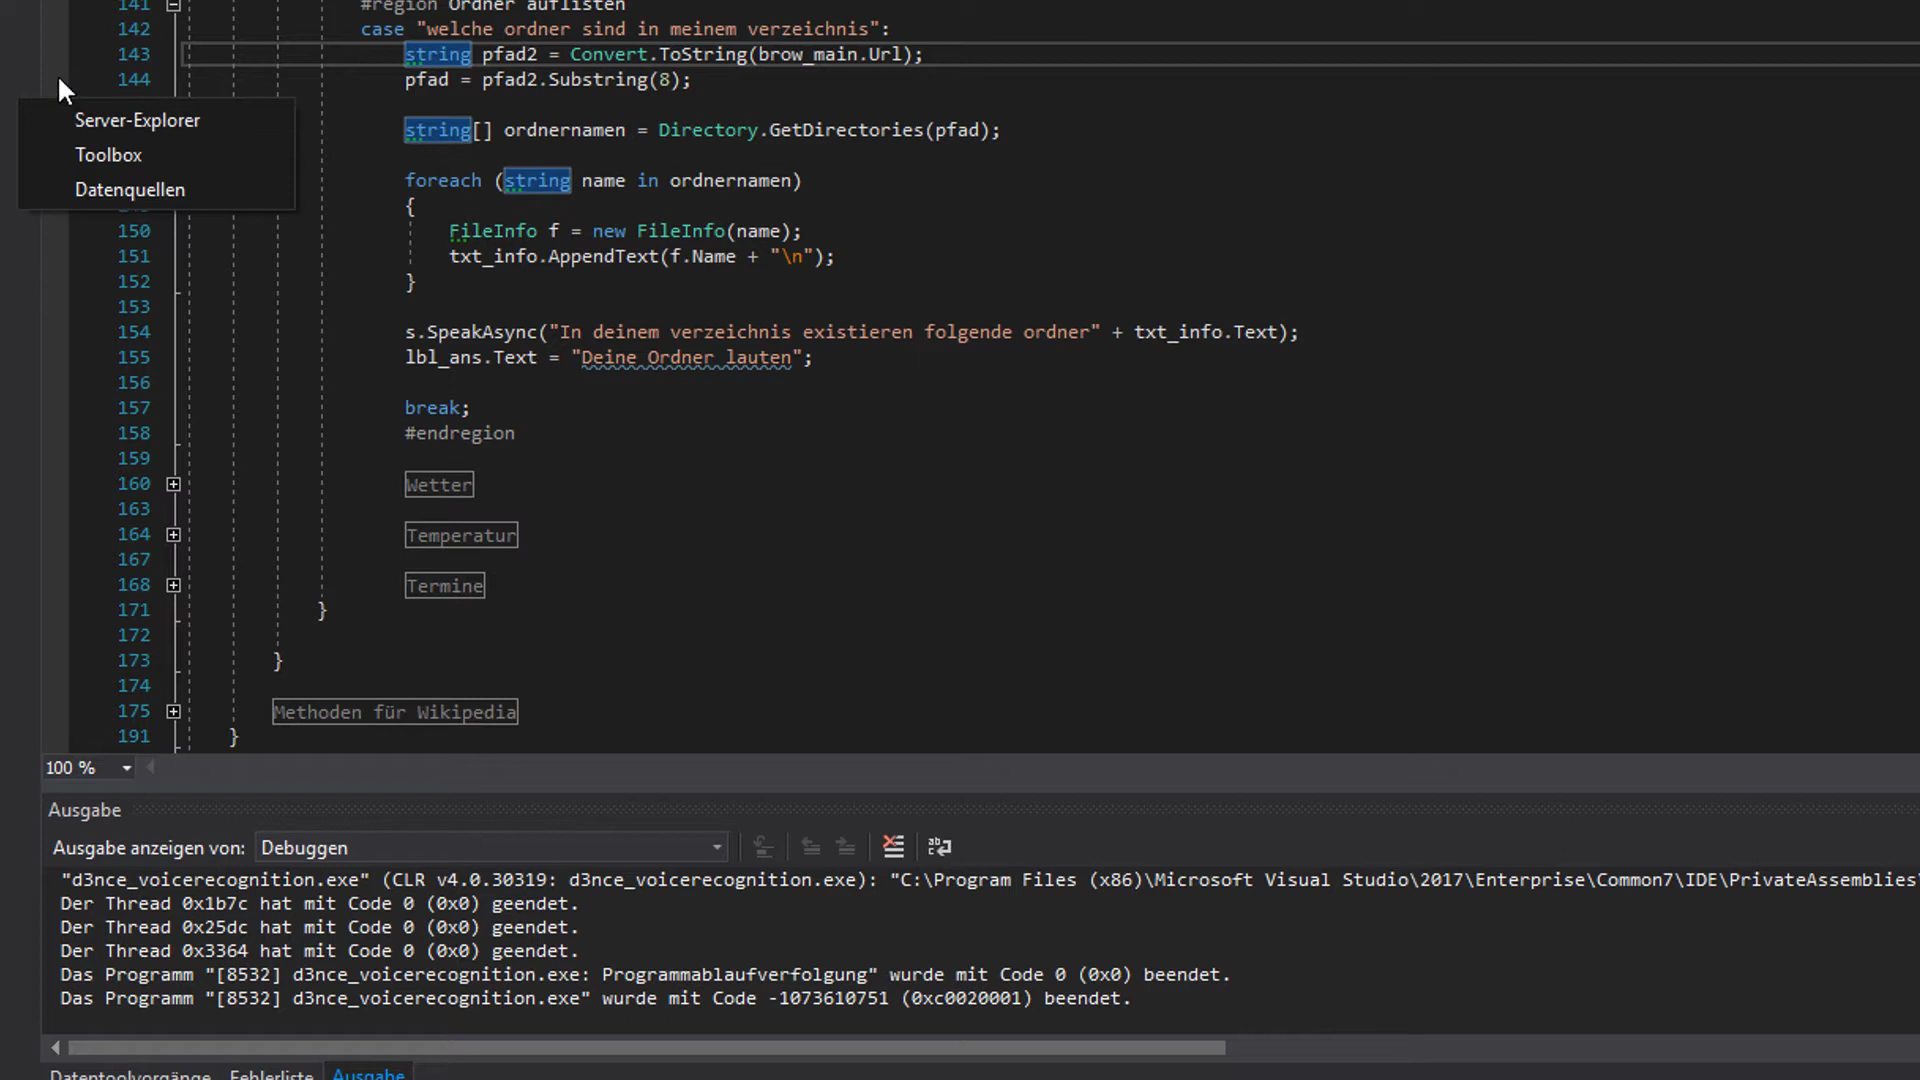 141 #region Ordner auflisten
142 case "welche ordner sind in meinem verzeichnis":
143 string pfad2 = Convert.ToString(brow_main.Url);
144 pfad = pfad2.Substring(8);
Server-Explorer
string[] ordnernamen = Directory.GetDirectories(pfad);
Toolbox
foreach (string name in ordnernamen)
Datenquellen
{
150 FileInfo f = new FileInfo(name);
151 txt_info.AppendText(f.Name + "\n");
152 }
153
154 s.SpeakAsync("In deinem verzeichnis existieren folgende ordner" + txt_info.Text);
155 lbl_ans.Text = "Deine Ordner lauten";
156
157 break;
158 #endregion
159
160 Wetter
163
164 Temperatur
167
168 Termine
171 }
172
173 }
174
175 Methoden für Wikipedia
191 }
100 %
Ausgabe
Ausgabe anzeigen von: Debuggen
"d3nce_voicerecognition.exe" (CLR v4.0.30319: d3nce_voicerecognition.exe): "C:\Program Files (x86)\Microsoft Visual Studio\2017\Enterprise\Common7\IDE\PrivateAssemblies\
Der Thread 0x1b7c hat mit Code 0 (0x0) geendet.
Der Thread 0x25dc hat mit Code 0 (0x0) geendet.
Der Thread 0x3364 hat mit Code 0 (0x0) geendet.
Das Programm "[8532] d3nce_voicerecognition.exe: Programmablaufverfolgung" wurde mit Code 0 (0x0) beendet.
Das Programm "[8532] d3nce_voicerecognition.exe" wurde mit Code -1073610751 (0xc0020001) beendet.
Datentoolvorgänge Fehlerliste Ausgabe